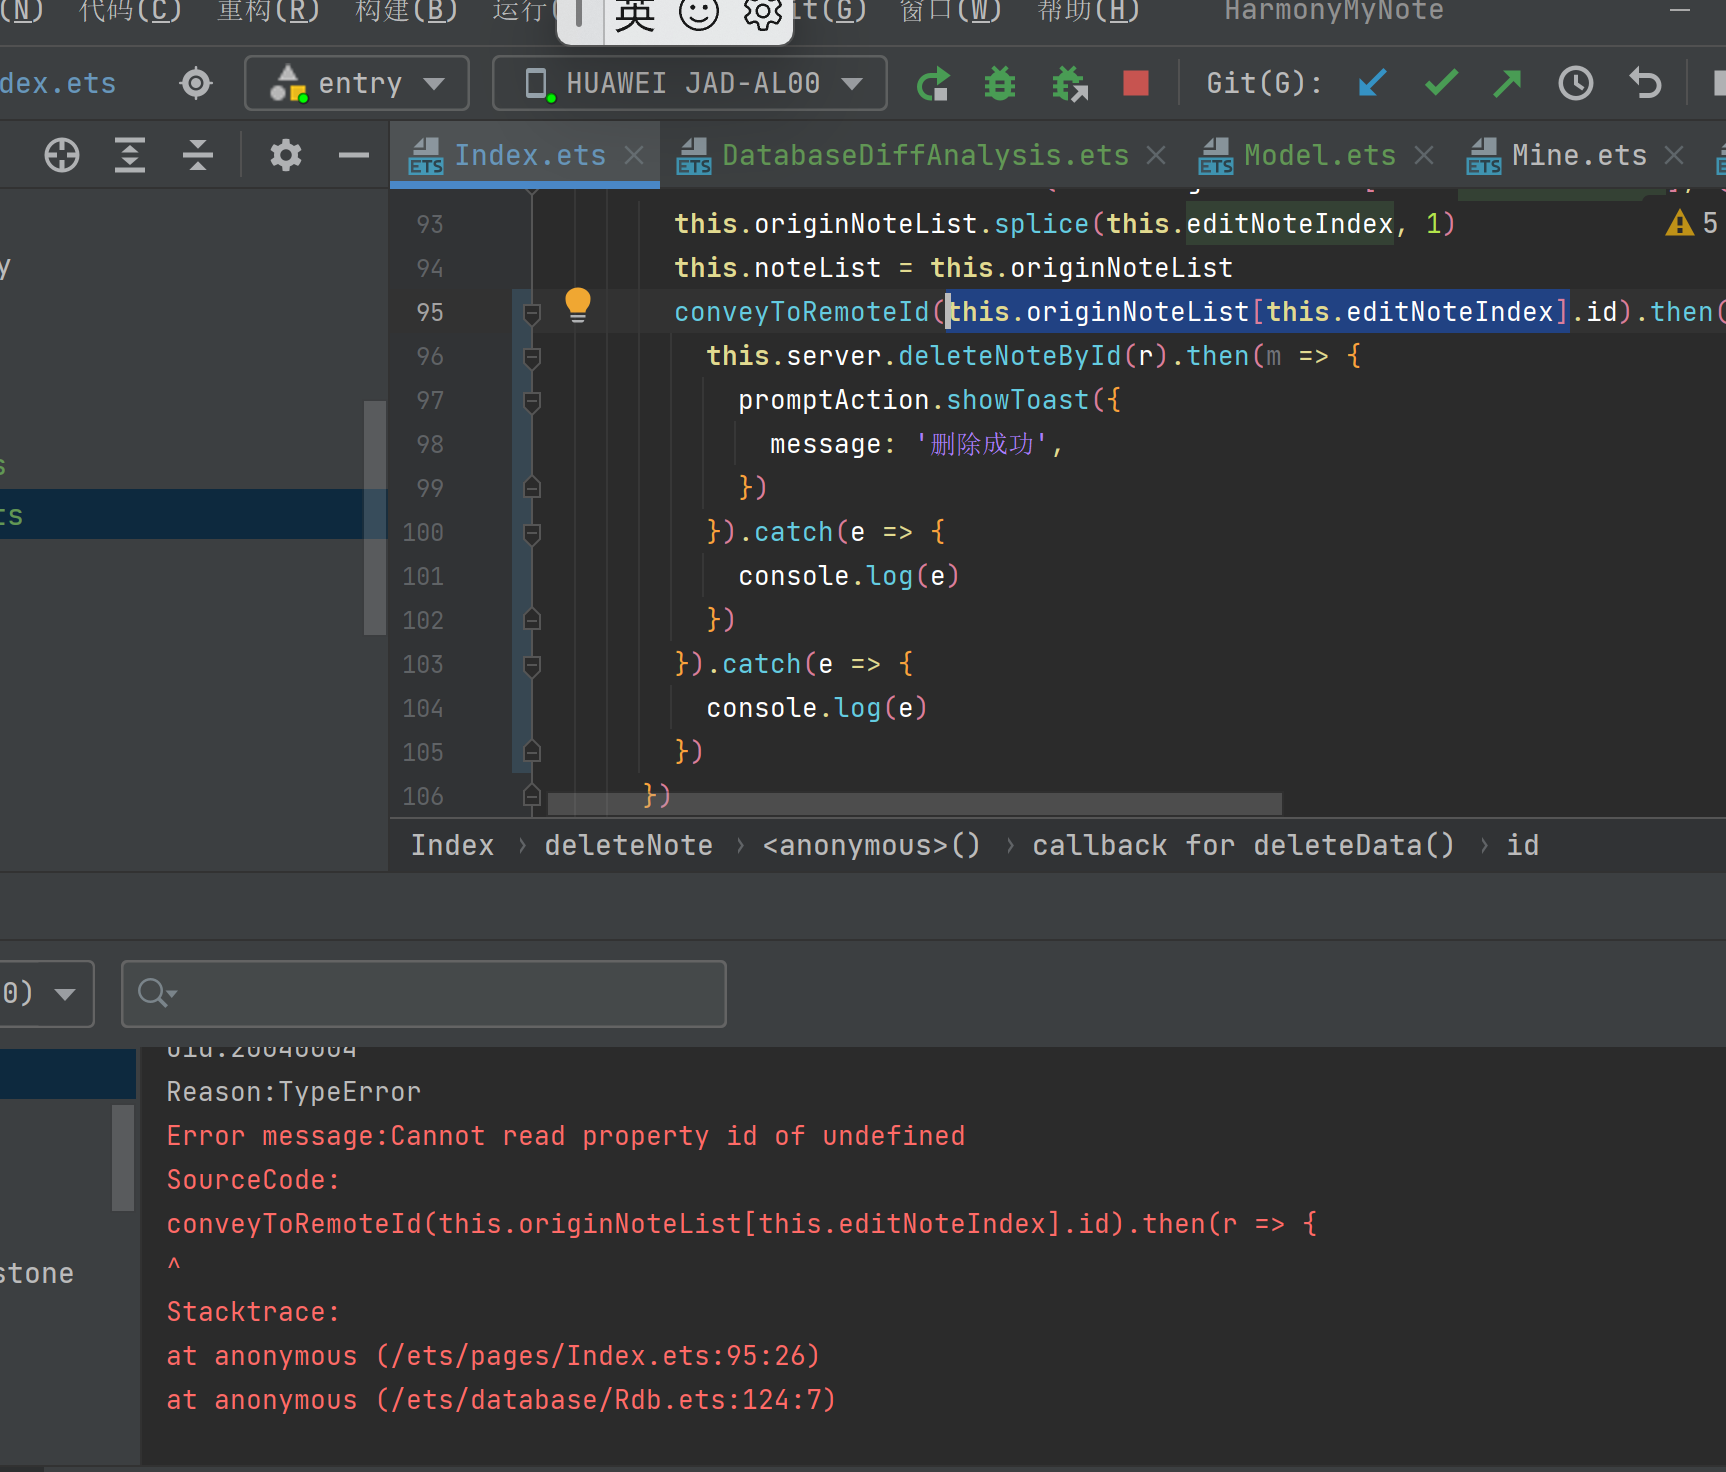 (N) 代码(C) 重构(R) 构建(B) 运行( 英 it(G) 窗口(W) 帮助(H) HarmonyMyNote
dex.ets entry HUAWEI JAD-AL00 Git(G):
Index.ets DatabaseDiffAnalysis.ets Model.ets Mine.ets
93 this.originNoteList.splice(this.editNoteIndex, 1) 5
94 this.noteList = this.originNoteList
95 conveyToRemoteId(this.originNoteList[this.editNoteIndex].id).then(
96 this.server.deleteNoteById(r).then(m => {
97 promptAction.showToast({
98 message: '删除成功',
99 })
100 }).catch(e => {
101 console.log(e)
102 })
103 }).catch(e => {
104 console.log(e)
105 })
106 })
y
s
ts
Index › deleteNote › <anonymous>() › callback for deleteData() › id
0)
Uid:20040004
Reason:TypeError
Error message:Cannot read property id of undefined
SourceCode:
conveyToRemoteId(this.originNoteList[this.editNoteIndex].id).then(r => {
^
Stacktrace:
at anonymous (/ets/pages/Index.ets:95:26)
at anonymous (/ets/database/Rdb.ets:124:7)
stone